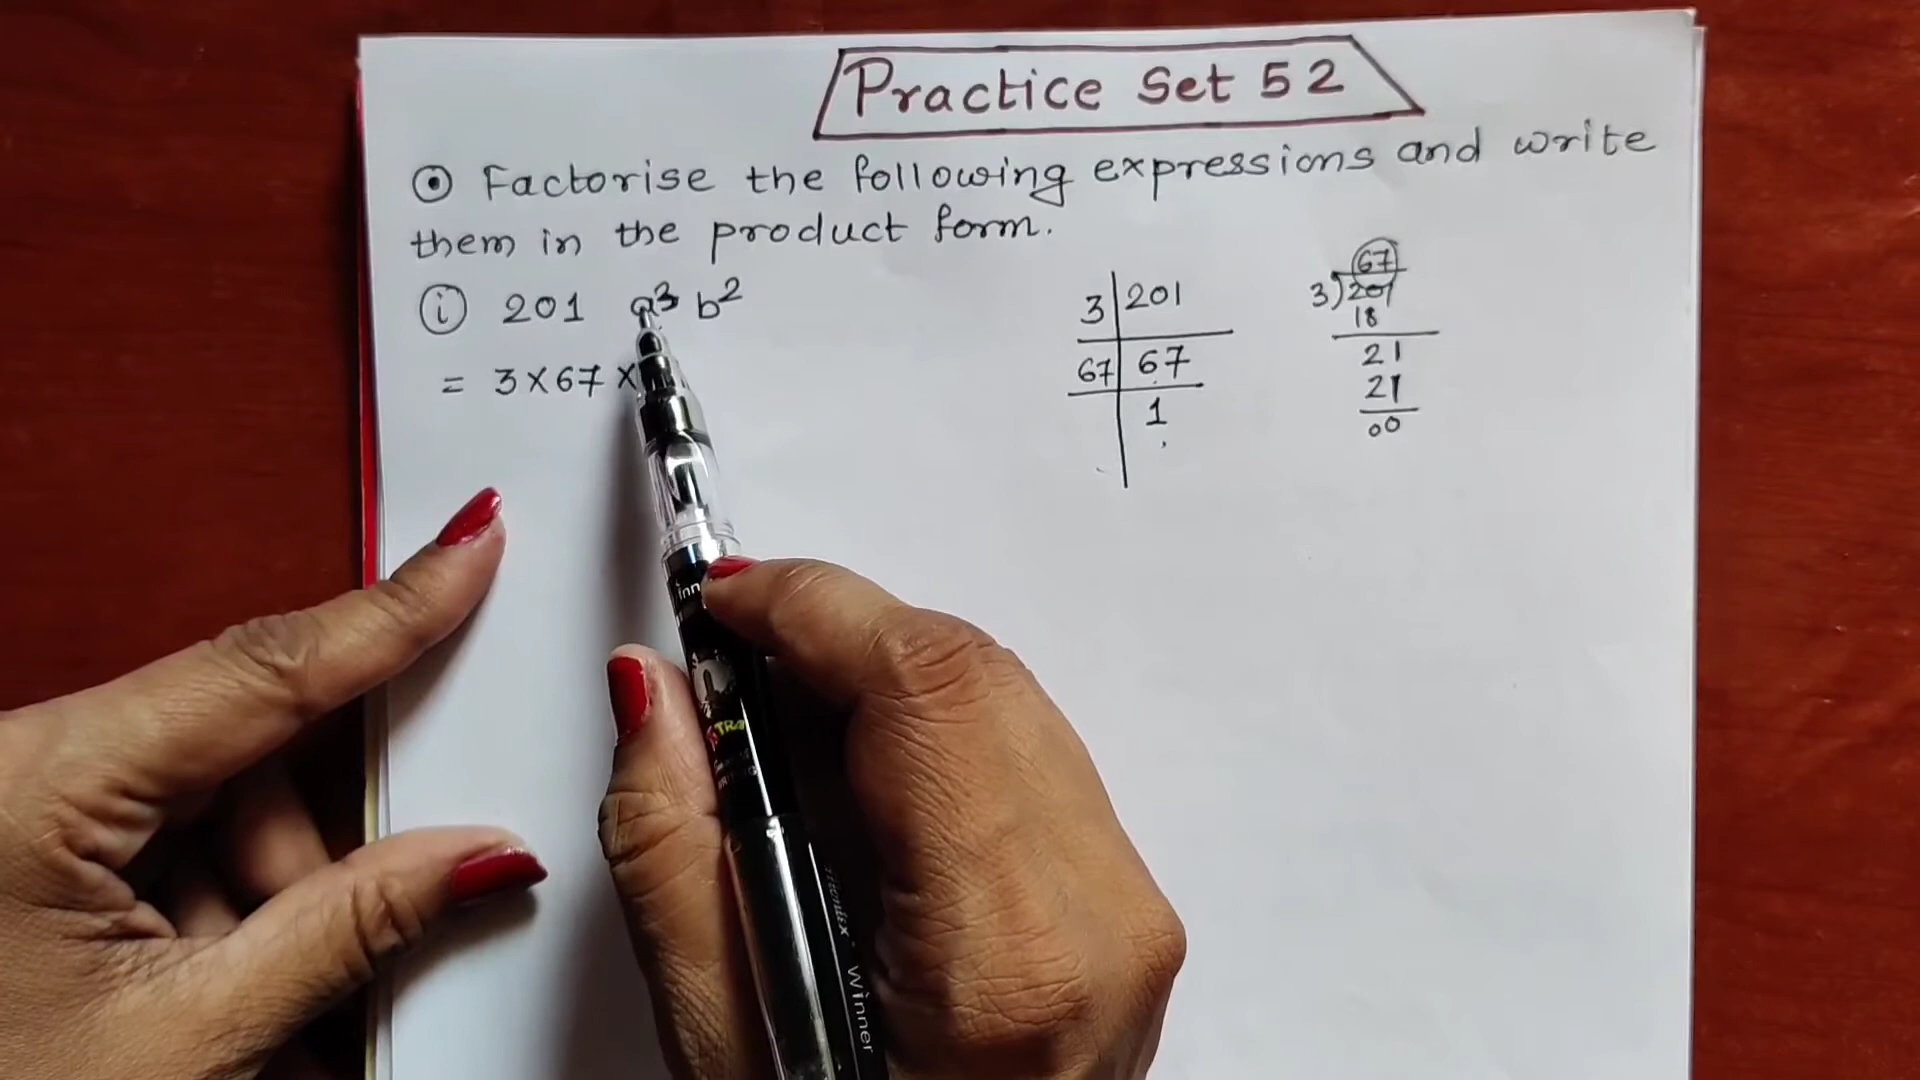 Practice Set 52
⊙ Factorise the following expressions and write
them in the product form.
(i) 201 a³ b²
= 3 × 67 ×
3 | 201
67 | 67
1
67
3) 201
18
21
21
00
Winner